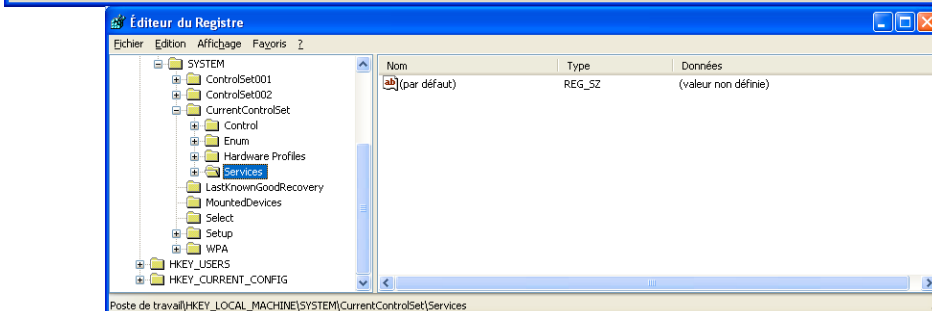 Éditeur du Registre
Fichier Edition Affichage Favoris ?
SYSTEM
ControlSet001
ControlSet002
CurrentControlSet
Control
Enum
Hardware Profiles
Services
LastKnownGoodRecovery
MountedDevices
Select
Setup
WPA
HKEY_USERS
HKEY_CURRENT_CONFIG
Nom Type Données
ab (par défaut) REG_SZ (valeur non définie)
Poste de travail\HKEY_LOCAL_MACHINE\SYSTEM\CurrentControlSet\Services